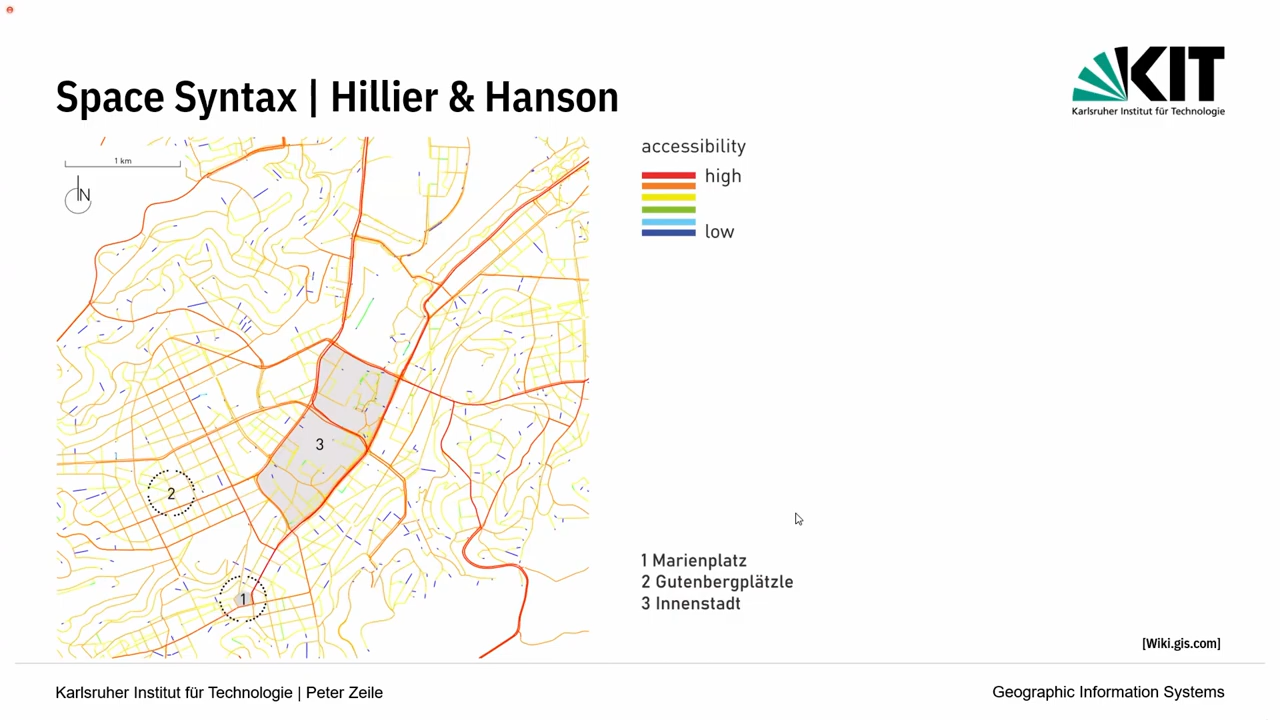 Space Syntax | Hillier & Hanson
KIT
Karlsruher Institut für Technologie
1 km
N
accessibility
high
low
3
2
1
1 Marienplatz
2 Gutenbergplätzle
3 Innenstadt
[Wiki.gis.com]
Karlsruher Institut für Technologie | Peter Zeile
Geographic Information Systems